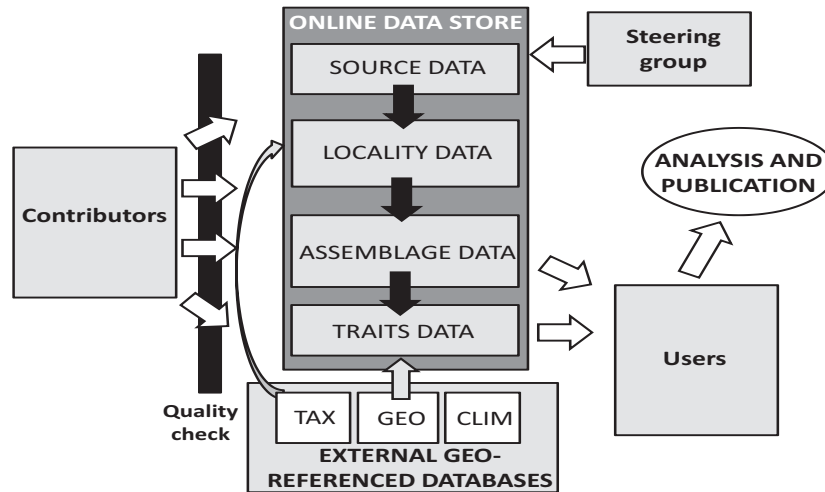 ONLINE DATA STORE
SOURCE DATA
LOCALITY DATA
ASSEMBLAGE DATA
TRAITS DATA
Steering
group
Contributors
Quality
check
ANALYSIS AND
PUBLICATION
Users
TAX
GEO
CLIM
EXTERNAL GEO-
REFERENCED DATABASES